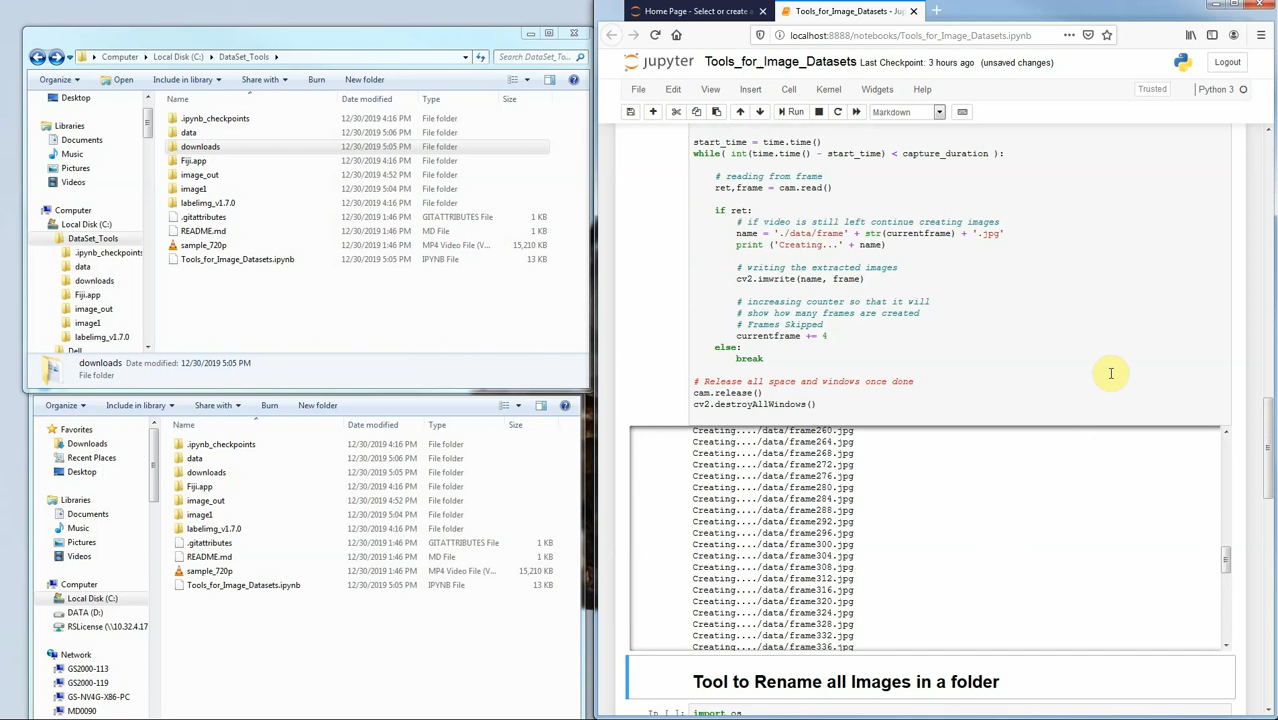 Computer Local Disk (C:) DataSet_Tools
Search DataSet_Tools
Organize Open Include in library Share with Burn New folder
Name Date modified Type Size
Desktop
Libraries
Documents
Music
Pictures
Videos
Computer
Local Disk (C:)
DataSet_Tools
.ipynb_checkpoints
data
downloads
Fiji.app
image_out
image1
labelimg_v1.7.0
Dell
.ipynb_checkpoints 12/30/2019 4:16 PM File folder
data 12/30/2019 5:06 PM File folder
downloads 12/30/2019 5:05 PM File folder
Fiji.app 12/30/2019 4:16 PM File folder
image_out 12/30/2019 4:52 PM File folder
image1 12/30/2019 5:04 PM File folder
labelimg_v1.7.0 12/30/2019 4:16 PM File folder
.gitattributes 12/30/2019 1:46 PM GITATTRIBUTES File 1 KB
README.md 12/30/2019 1:46 PM MD File 1 KB
sample_720p 12/30/2019 1:46 PM MP4 Video File (V... 15,210 KB
Tools_for_Image_Datasets.ipynb 12/30/2019 5:05 PM IPYNB File 13 KB
downloads Date modified: 12/30/2019 5:05 PM
File folder
Organize Include in library Share with Burn New folder
Name Date modified Type Size
Favorites
Downloads
Recent Places
Desktop
Libraries
Documents
Music
Pictures
Videos
Computer
Local Disk (C:)
DATA (D:)
RSLicense (\\10.32.4.17
Network
GS2000-113
GS2000-119
GS-NV4G-X86-PC
MD0090
.ipynb_checkpoints 12/30/2019 4:16 PM File folder
data 12/30/2019 5:06 PM File folder
downloads 12/30/2019 5:05 PM File folder
Fiji.app 12/30/2019 4:16 PM File folder
image_out 12/30/2019 4:52 PM File folder
image1 12/30/2019 5:04 PM File folder
labelimg_v1.7.0 12/30/2019 4:16 PM File folder
.gitattributes 12/30/2019 1:46 PM GITATTRIBUTES File 1 KB
README.md 12/30/2019 1:46 PM MD File 1 KB
sample_720p 12/30/2019 1:46 PM MP4 Video File (V... 15,210 KB
Tools_for_Image_Datasets.ipynb 12/30/2019 5:05 PM IPYNB File 13 KB
Home Page - Select or create a Tools_for_Image_Datasets - Jup
localhost:8888/notebooks/Tools_for_Image_Datasets.ipynb
jupyter Tools_for_Image_Datasets Last Checkpoint: 3 hours ago (unsaved changes) Logout
File Edit View Insert Cell Kernel Widgets Help Trusted Python 3
Run Markdown
start_time = time.time()
while( int(time.time() - start_time) < capture_duration ):
# reading from frame
ret,frame = cam.read()
if ret:
# if video is still left continue creating images
name = './data/frame' + str(currentframe) + '.jpg'
print ('Creating...' + name)
# writing the extracted images
cv2.imwrite(name, frame)
# increasing counter so that it will
# show how many frames are created
# Frames Skipped
currentframe += 4
else:
break
# Release all space and windows once done
cam.release()
cv2.destroyAllWindows()
Creating..../data/frame260.jpg
Creating..../data/frame264.jpg
Creating..../data/frame268.jpg
Creating..../data/frame272.jpg
Creating..../data/frame276.jpg
Creating..../data/frame280.jpg
Creating..../data/frame284.jpg
Creating..../data/frame288.jpg
Creating..../data/frame292.jpg
Creating..../data/frame296.jpg
Creating..../data/frame300.jpg
Creating..../data/frame304.jpg
Creating..../data/frame308.jpg
Creating..../data/frame312.jpg
Creating..../data/frame316.jpg
Creating..../data/frame320.jpg
Creating..../data/frame324.jpg
Creating..../data/frame328.jpg
Creating..../data/frame332.jpg
Creating..../data/frame336.jpg
Tool to Rename all Images in a folder
In [ ]: import os